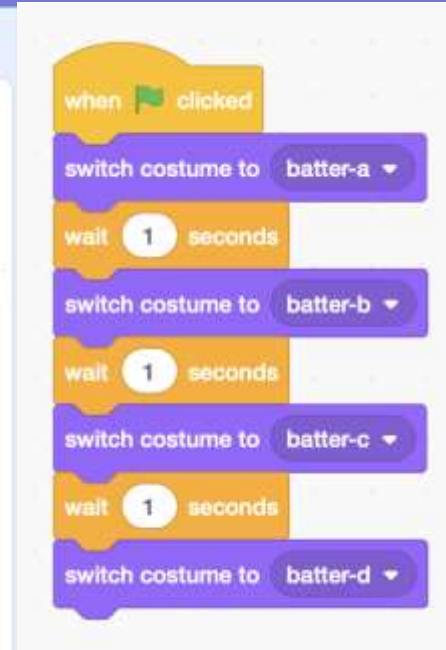 when clicked
switch costume to batter-a
wait 1 seconds
switch costume to batter-b
wait 1 seconds
switch costume to batter-c
wait 1 seconds
switch costume to batter-d